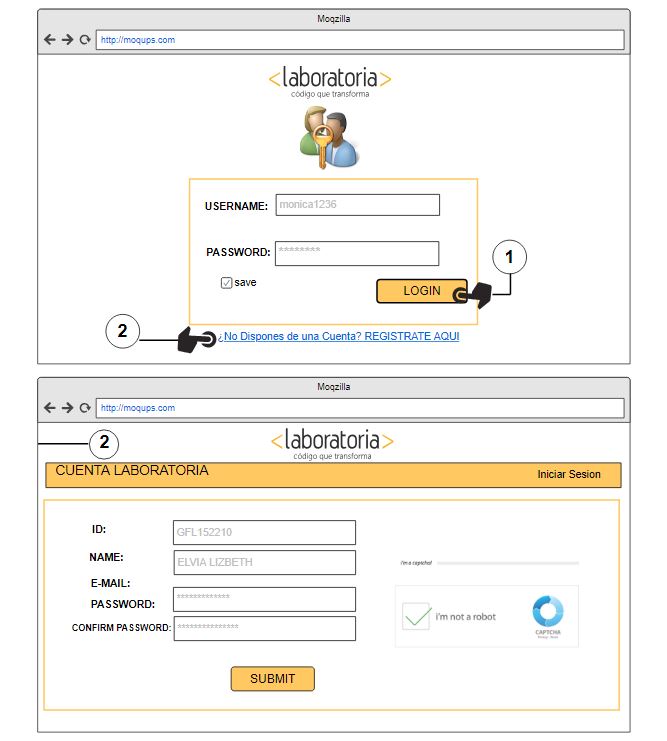 Moqzilla
http://moqups.com
<laboratoria>
código que transforma
USERNAME: monica1236
PASSWORD: ********
save
LOGIN
1
2
¿No Dispones de una Cuenta? REGISTRATE AQUI
Moqzilla
http://moqups.com
2
<laboratoria>
código que transforma
CUENTA LABORATORIA
Iniciar Sesion
ID: GFL152210
NAME: ELVIA LIZBETH
E-MAIL:
PASSWORD: *************
CONFIRM PASSWORD: ***************
I'm a captcha!
i'm not a robot
CAPTCHA
SUBMIT